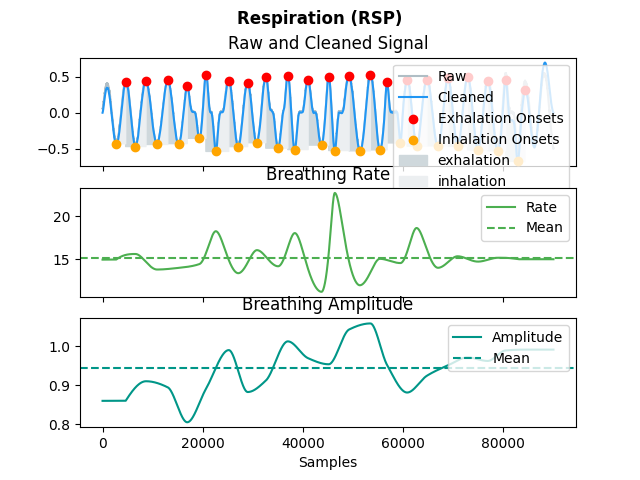 Respiration (RSP)
Raw and Cleaned Signal
0.5
0.0
−0.5
Raw
Cleaned
Exhalation Onsets
Inhalation Onsets
exhalation
inhalation
Breathing Rate
20
15
Rate
Mean
Breathing Amplitude
1.0
0.9
0.8
Amplitude
Mean
0 20000 40000 60000 80000
Samples